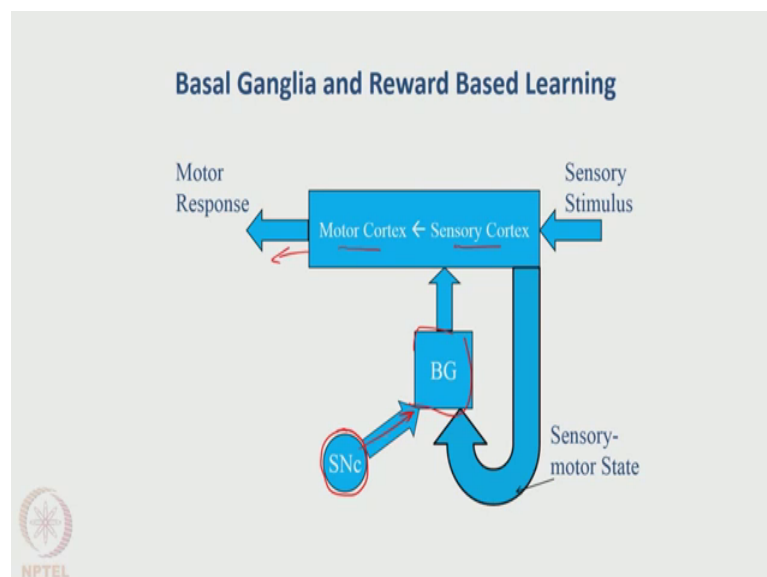 Basal Ganglia and Reward Based Learning
Motor
Response
Sensory
Stimulus
Motor Cortex ← Sensory Cortex
BG
SNc
Sensory-
motor State
NPTEL